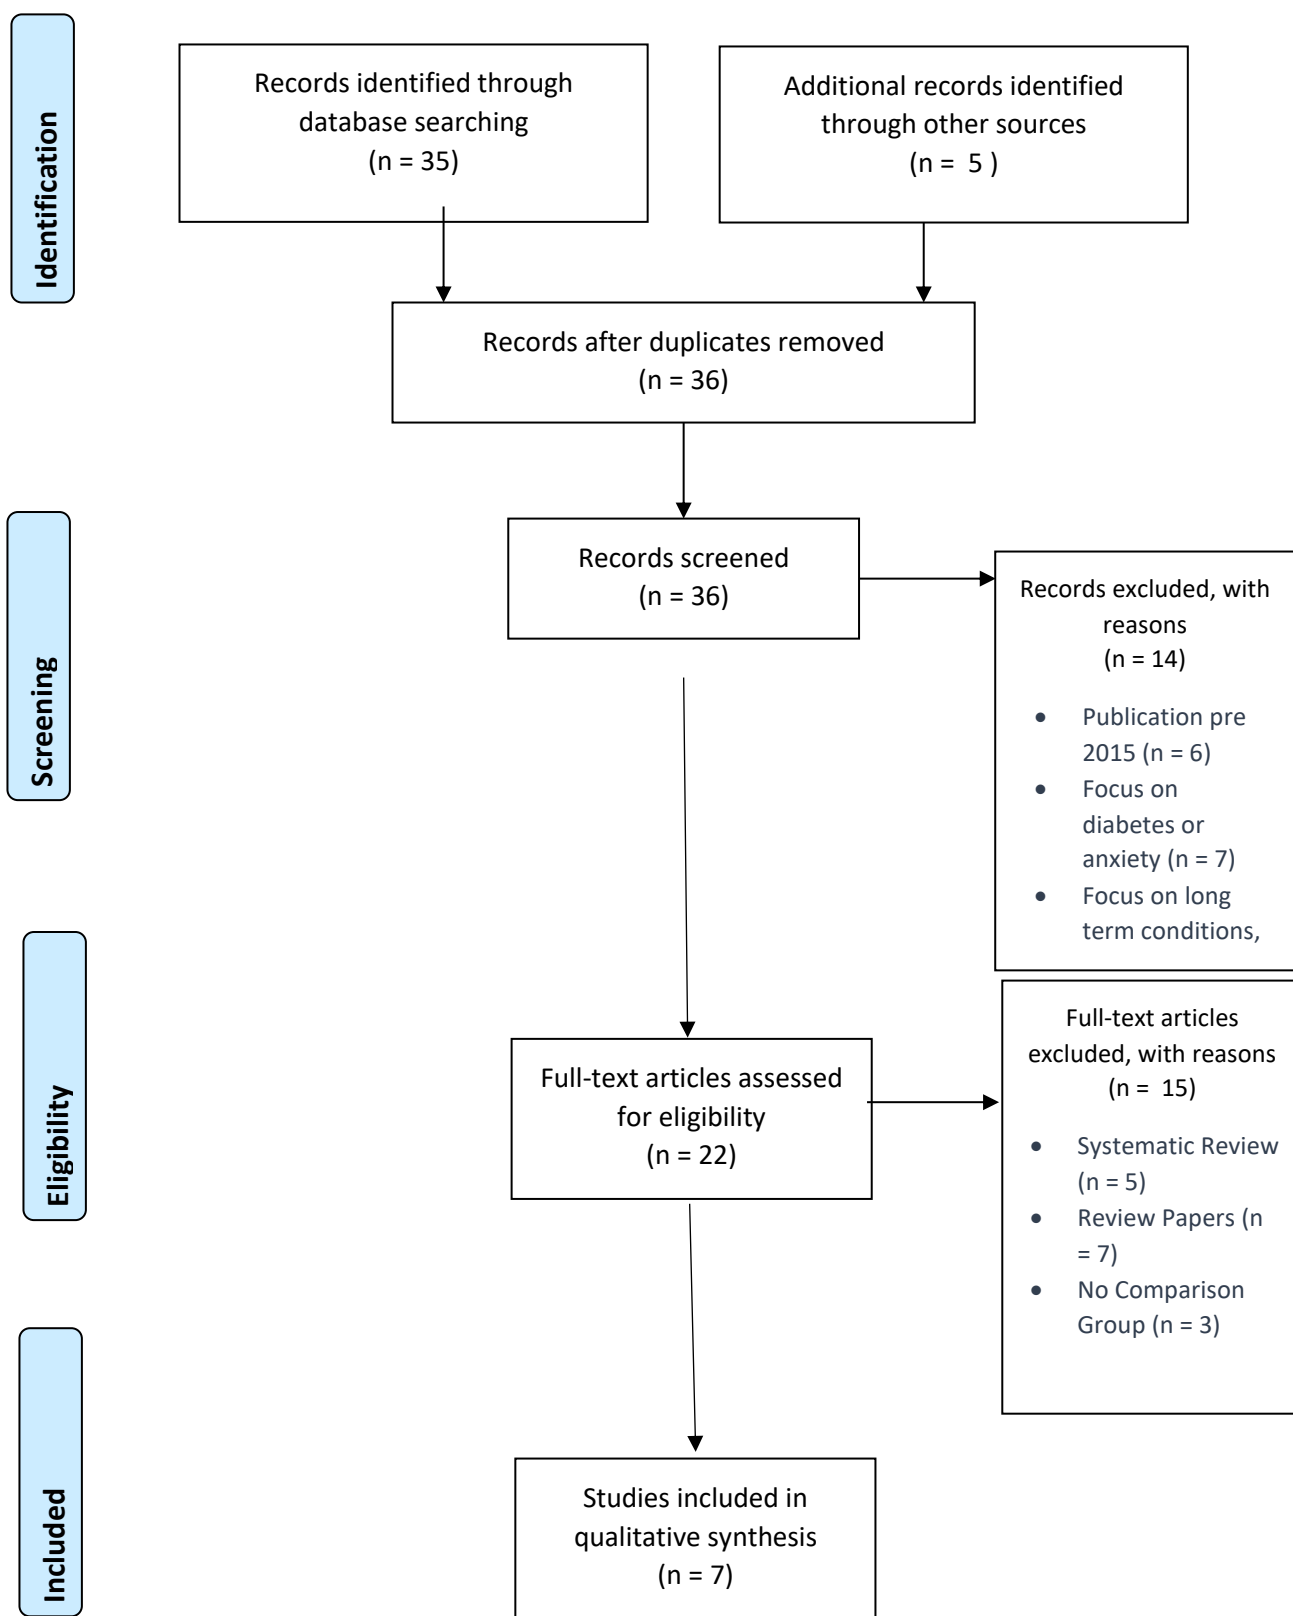 Identification
Records identified through
database searching
(n = 35)
Additional records identified
through other sources
(n =  5 )
Records after duplicates removed
(n = 36)
Screening
Records screened
(n = 36)
Records excluded, with
reasons
(n = 14)
• Publication pre
2015 (n = 6)
• Focus on
diabetes or
anxiety (n = 7)
• Focus on long
term conditions,
Eligibility
Full-text articles assessed
for eligibility
(n = 22)
Full-text articles
excluded, with reasons
(n =  15)
• Systematic Review
(n = 5)
• Review Papers (n
= 7)
• No Comparison
Group (n = 3)
Included
Studies included in
qualitative synthesis
(n = 7)